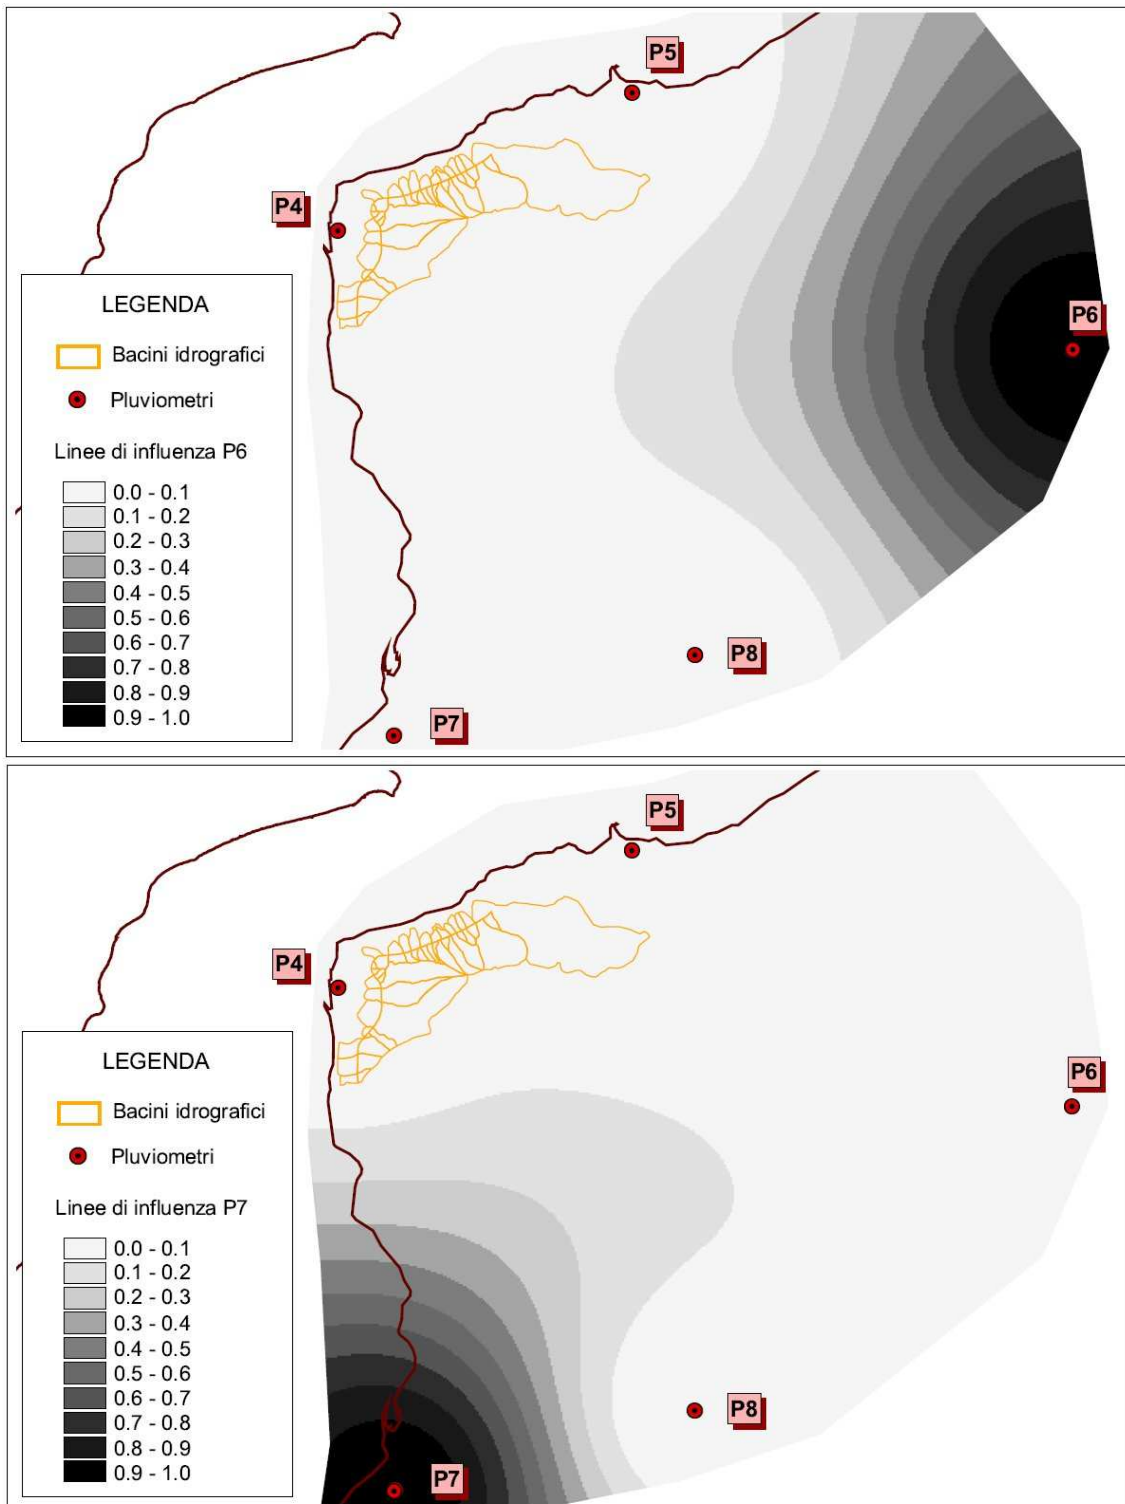 P5
P4
LEGENDA
P6
Bacini idrografici
Pluviometri
Linee di influenza P6
0.0 - 0.1
0.1 - 0.2
0.2 - 0.3
0.3 - 0.4
0.4 - 0.5
0.5 - 0.6
0.6 - 0.7
0.7 - 0.8
0.8 - 0.9
0.9 - 1.0
P8
P7
P5
P4
LEGENDA
P6
Bacini idrografici
Pluviometri
Linee di influenza P7
0.0 - 0.1
0.1 - 0.2
0.2 - 0.3
0.3 - 0.4
0.4 - 0.5
0.5 - 0.6
0.6 - 0.7
0.7 - 0.8
0.8 - 0.9
0.9 - 1.0
P8
P7